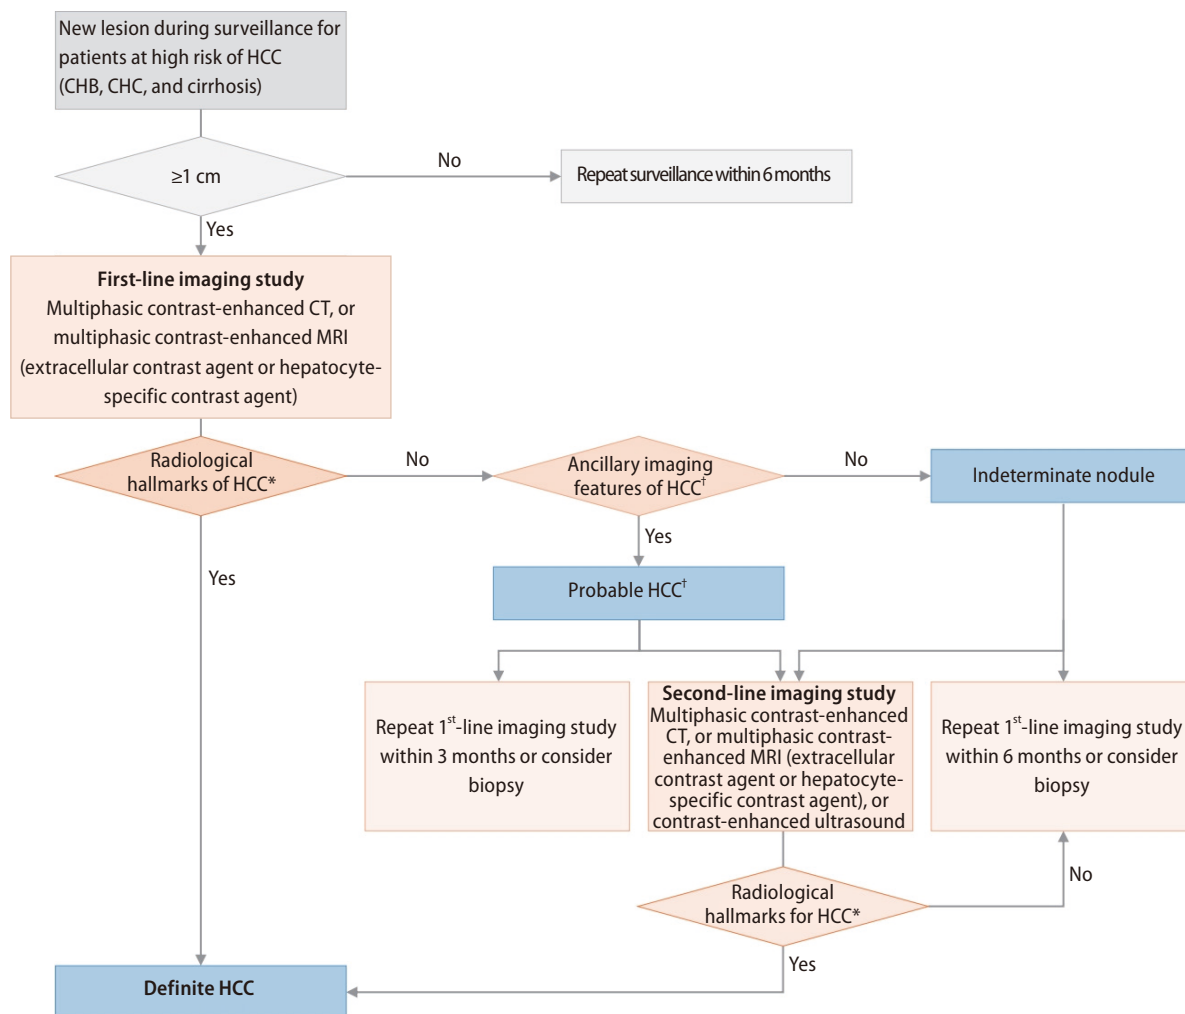 New lesion during surveillance for
patients at high risk of HCC
(CHB, CHC, and cirrhosis)
≥1 cm
No
Repeat surveillance within 6 months
Yes
First-line imaging study
Multiphasic contrast-enhanced CT, or
multiphasic contrast-enhanced MRI
(extracellular contrast agent or hepatocyte-
specific contrast agent)
Radiological
hallmarks of HCC*
No
Ancillary imaging
features of HCC†
No
Indeterminate nodule
Yes
Yes
Probable HCC†
Repeat 1st-line imaging study
within 3 months or consider
biopsy
Second-line imaging study
Multiphasic contrast-enhanced
CT, or multiphasic contrast-
enhanced MRI (extracellular
contrast agent or hepatocyte-
specific contrast agent), or
contrast-enhanced ultrasound
Repeat 1st-line imaging study
within 6 months or consider
biopsy
Radiological
hallmarks for HCC*
No
Yes
Definite HCC